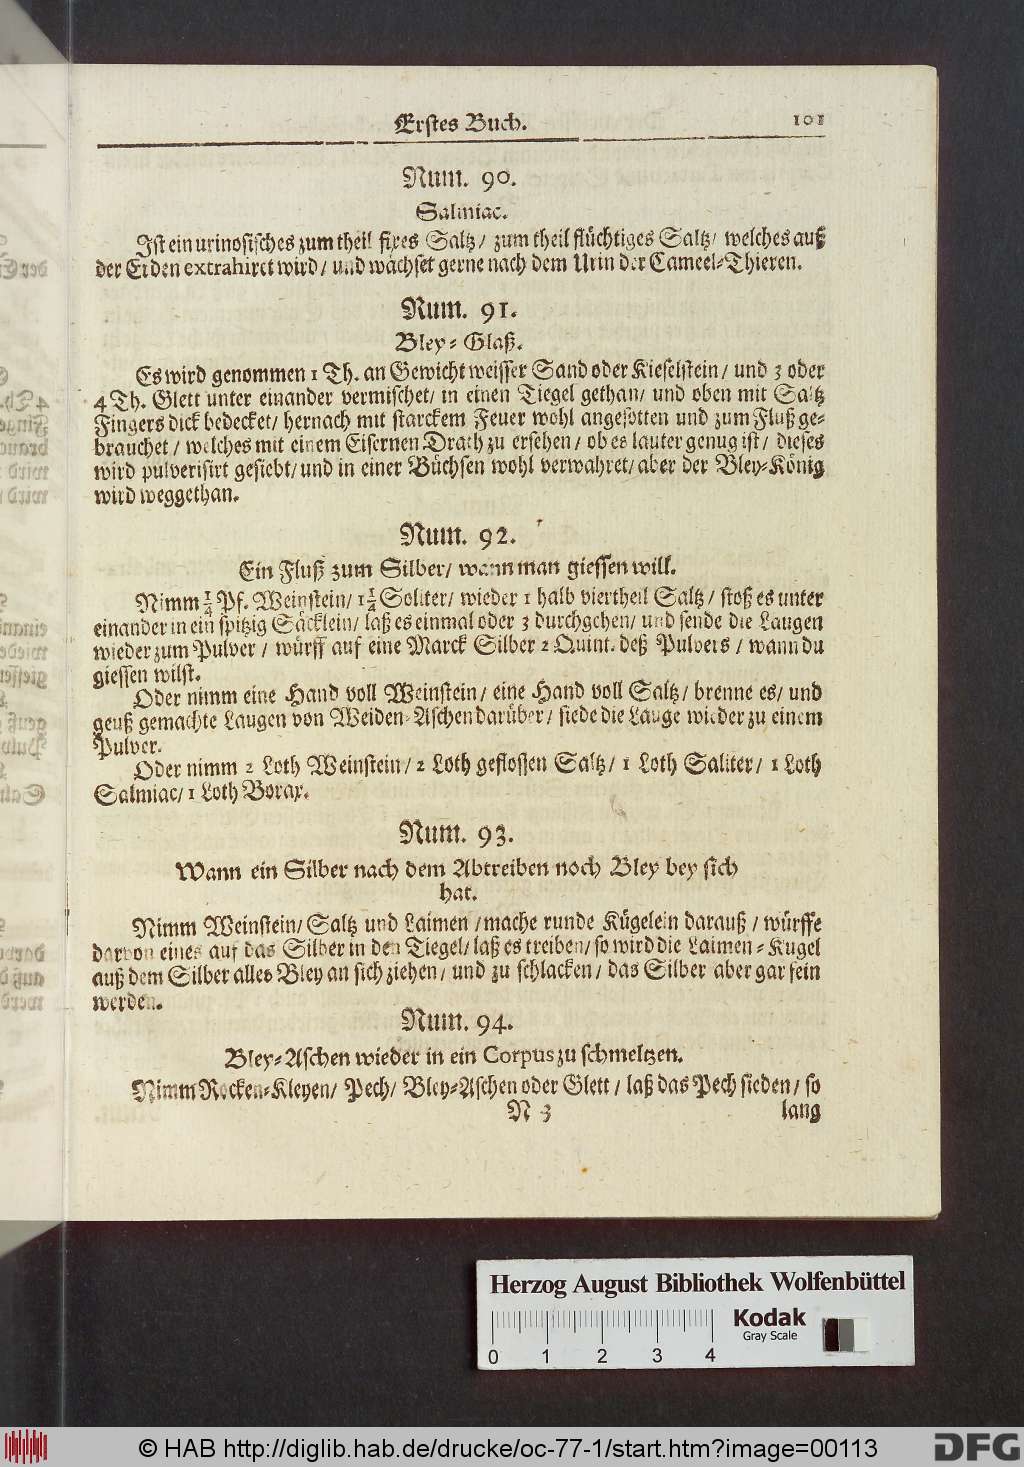 Erstes Buch. 101
Num. 90.
Salmiac.
Ist ein urinosisches zum theil fixes Saltz/ zum theil flüchtiges Saltz/ welches auß
der Erden extrahiret wird/ und wächset gerne nach dem Urin der Cameel-Thieren.
Num. 91.
Bley-Glaß.
Es wird genommen 1 Th. an Gewicht weisser Sand oder Kieselstein/ und 3 oder
4 Th. Glett unter einander vermischet/ in einen Tiegel gethan/ und oben mit Saltz
Fingers dick bedecket/ hernach mit starckem Feuer wohl angesotten und zum Fluß ge-
brauchet/ welches mit einem Eisernen Drath zu ersehen/ ob es lauter genug ist/ dieses
wird pulverisirt gesiebt/ und in einer Büchsen wohl verwahret/ aber der Bley-König
wird weggethan.
Num. 92.
Ein Fluß zum Silber/ wann man giessen will.
Nimm 1/4 Pf. Weinstein/ 1 1/4 Soliter/ wieder 1 halb viertheil Saltz/ stoß es unter
einander in ein spitzig Säcklein/ laß es einmal oder 3 durchgehen/ und sende die Laugen
wieder zum Pulver/ würff auf eine Marck Silber 2 Quint. deß Pulvers/ wann du
giessen wilst.
Oder nimm eine Hand voll Weinstein/ eine Hand voll Saltz/ brenne es/ und
geuß gemachte Laugen von Weiden-Aschen darüber/ siede die Lauge wieder zu einem
Pulver.
Oder nimm 2 Loth Weinstein/ 2 Loth geflossen Saltz/ 1 Loth Saliter/ 1 Loth
Salmiac/ 1 Loth Borax.
Num. 93.
Wann ein Silber nach dem Abtreiben noch Bley bey sich
hat.
Nimm Weinstein/ Saltz und Laimen/ mache runde Kügelein darauß/ würffe
darvon eines auf das Silber in den Tiegel/ laß es treiben/ so wird die Laimen-Kugel
auß dem Silber alles Bley an sich ziehen/ und zu schlacken/ das Silber aber gar fein
werden.
Num. 94.
Bley-Aschen wieder in ein Corpus zu schmeltzen.
Nimm Rocken-Kleyen/ Pech/ Bley-Aschen oder Glett/ laß das Pech sieden/ so
N 3 lang
Herzog August Bibliothek Wolfenbüttel
Kodak
Gray Scale
0 1 2 3 4
© HAB http://diglib.hab.de/drucke/oc-77-1/start.htm?image=00113
DFG